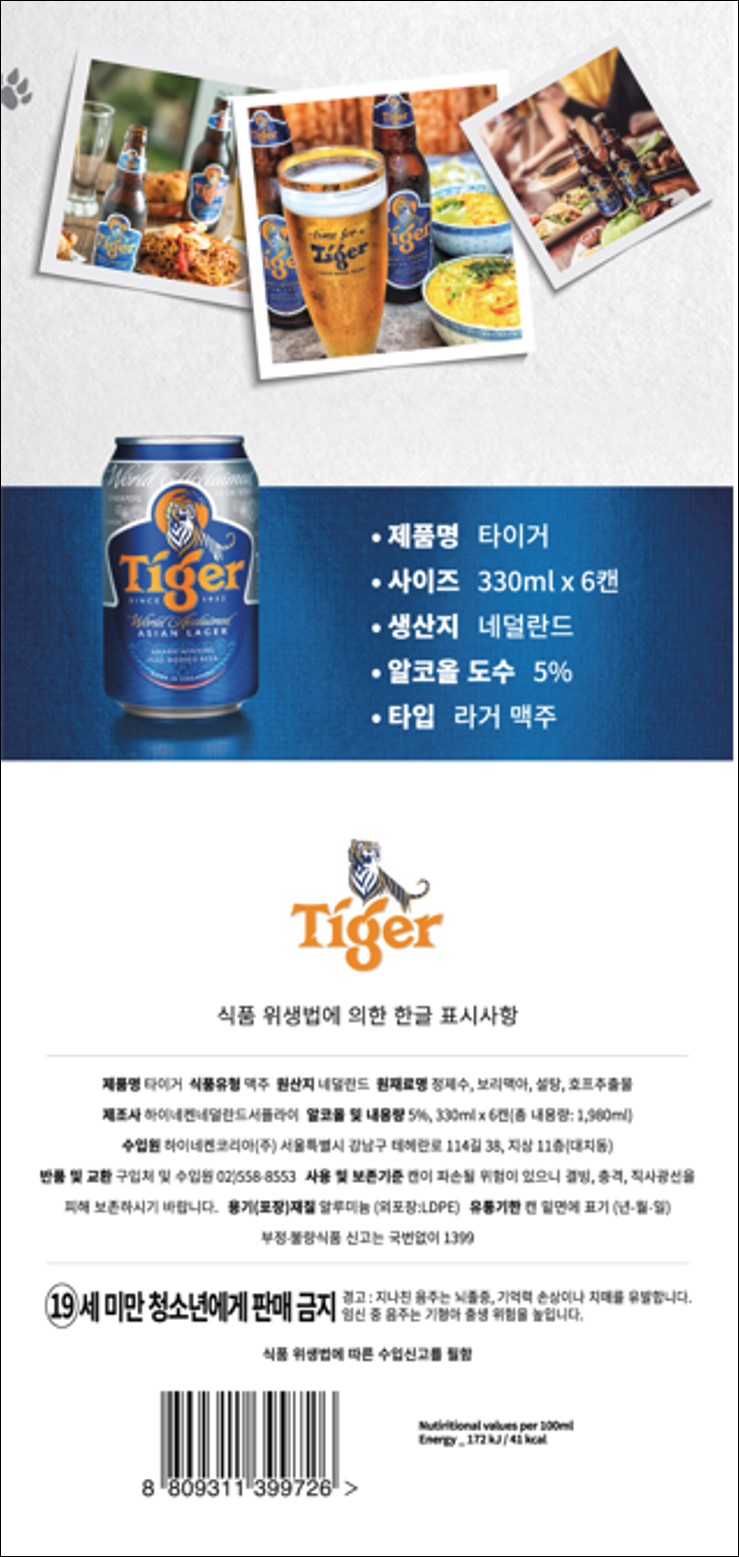 Tiger
Tiger
Tiger
time for a
Tiger
Tiger
World Acclaimed
Tiger
SINCE 1932
World Acclaimed
ASIAN LAGER
• 제품명 타이거
• 사이즈 330ml x 6캔
• 생산지 네덜란드
• 알코올 도수 5%
• 타입 라거 맥주
Tiger
식품 위생법에 의한 한글 표시사항
제품명 타이거 식품유형 맥주 원산지 네덜란드 원재료명 정제수, 보리맥아, 설탕, 호프추출물
제조사 하이네켄네덜란드서플라이 알코올 및 내용량 5%, 330ml x 6캔(총 내용량: 1,980ml)
수입원 하이네켄코리아(주) 서울특별시 강남구 테헤란로 114길 38, 지상 11층(대치동)
반품 및 교환 구입처 및 수입원 02)558-8553 사용 및 보존기준 캔이 파손될 위험이 있으니 결빙, 충격, 직사광선을
피해 보존하시기 바랍니다. 용기(포장)재질 알루미늄 (외포장:LDPE) 유통기한 캔 밑면에 표기 (년-월-일)
부정·불량식품 신고는 국번없이 1399
19세 미만 청소년에게 판매 금지
경고 : 지나친 음주는 뇌졸중, 기억력 손상이나 치매를 유발합니다.
임신 중 음주는 기형아 출생 위험을 높입니다.
식품 위생법에 따른 수입신고를 필함
Nutiritional values per 100ml
Energy _ 172 kJ / 41 kcal
8 809311 399726 >